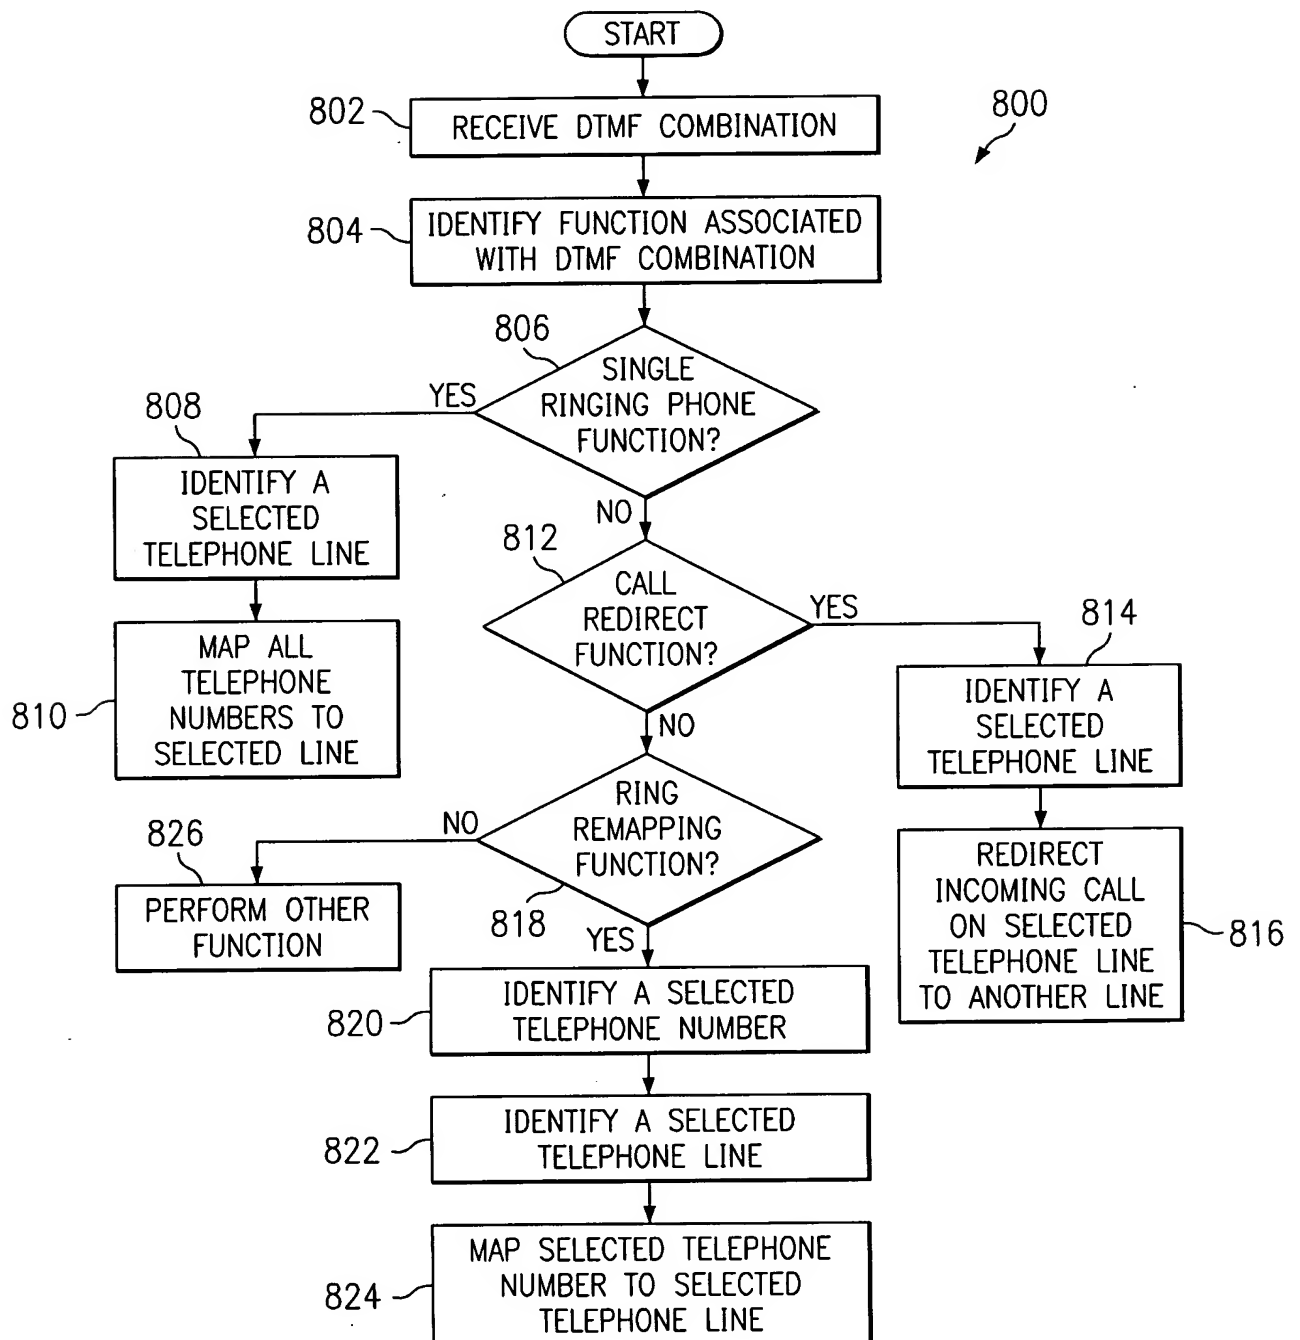 START
802
RECEIVE DTMF COMBINATION
800
804
IDENTIFY FUNCTION ASSOCIATED
WITH DTMF COMBINATION
806
SINGLE
RINGING PHONE
FUNCTION?
YES
NO
808
IDENTIFY A
SELECTED
TELEPHONE LINE
810
MAP ALL
TELEPHONE
NUMBERS TO
SELECTED LINE
812
CALL
REDIRECT
FUNCTION?
YES
NO
814
IDENTIFY A
SELECTED
TELEPHONE LINE
REDIRECT
INCOMING CALL
ON SELECTED
TELEPHONE LINE
TO ANOTHER LINE
816
RING
REMAPPING
FUNCTION?
818
NO
YES
826
PERFORM OTHER
FUNCTION
820
IDENTIFY A SELECTED
TELEPHONE NUMBER
822
IDENTIFY A SELECTED
TELEPHONE LINE
824
MAP SELECTED TELEPHONE
NUMBER TO SELECTED
TELEPHONE LINE